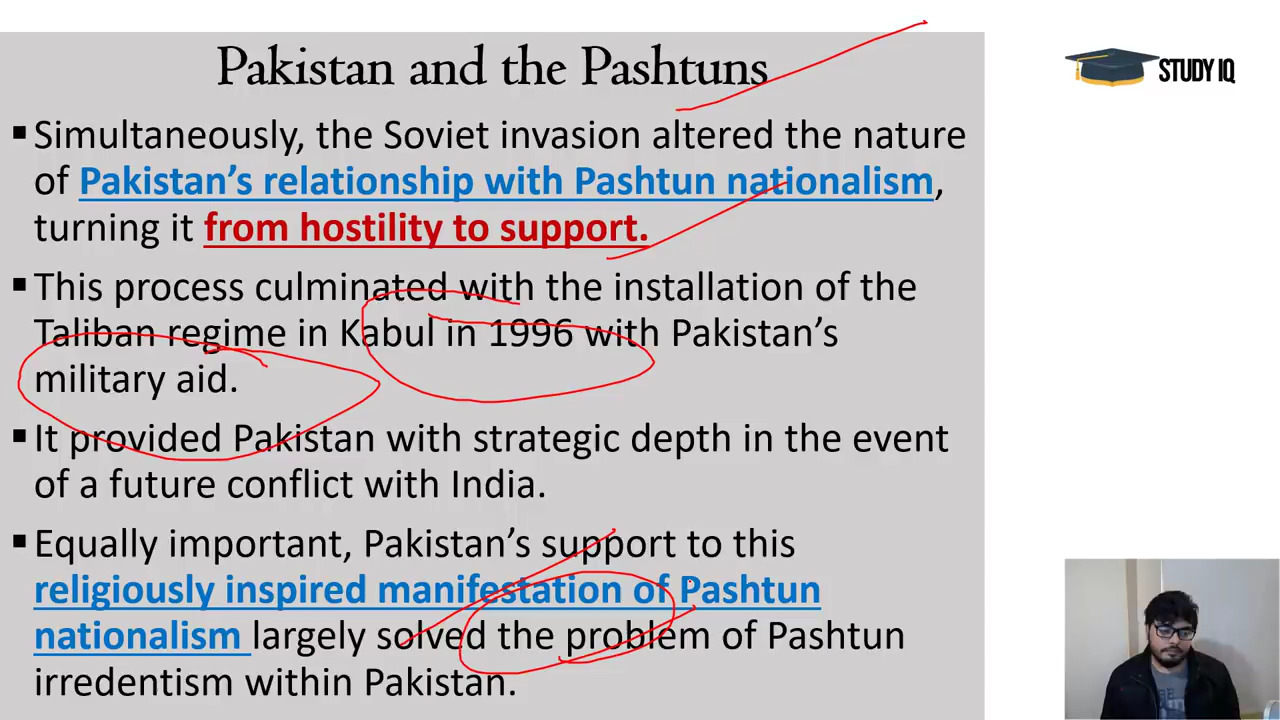 Pakistan and the Pashtuns
STUDY IQ
▪Simultaneously, the Soviet invasion altered the nature
of Pakistan’s relationship with Pashtun nationalism,
turning it from hostility to support.
▪This process culminated with the installation of the
Taliban regime in Kabul in 1996 with Pakistan’s
military aid.
▪It provided Pakistan with strategic depth in the event
of a future conflict with India.
▪Equally important, Pakistan’s support to this
religiously inspired manifestation of Pashtun
nationalism largely solved the problem of Pashtun
irredentism within Pakistan.